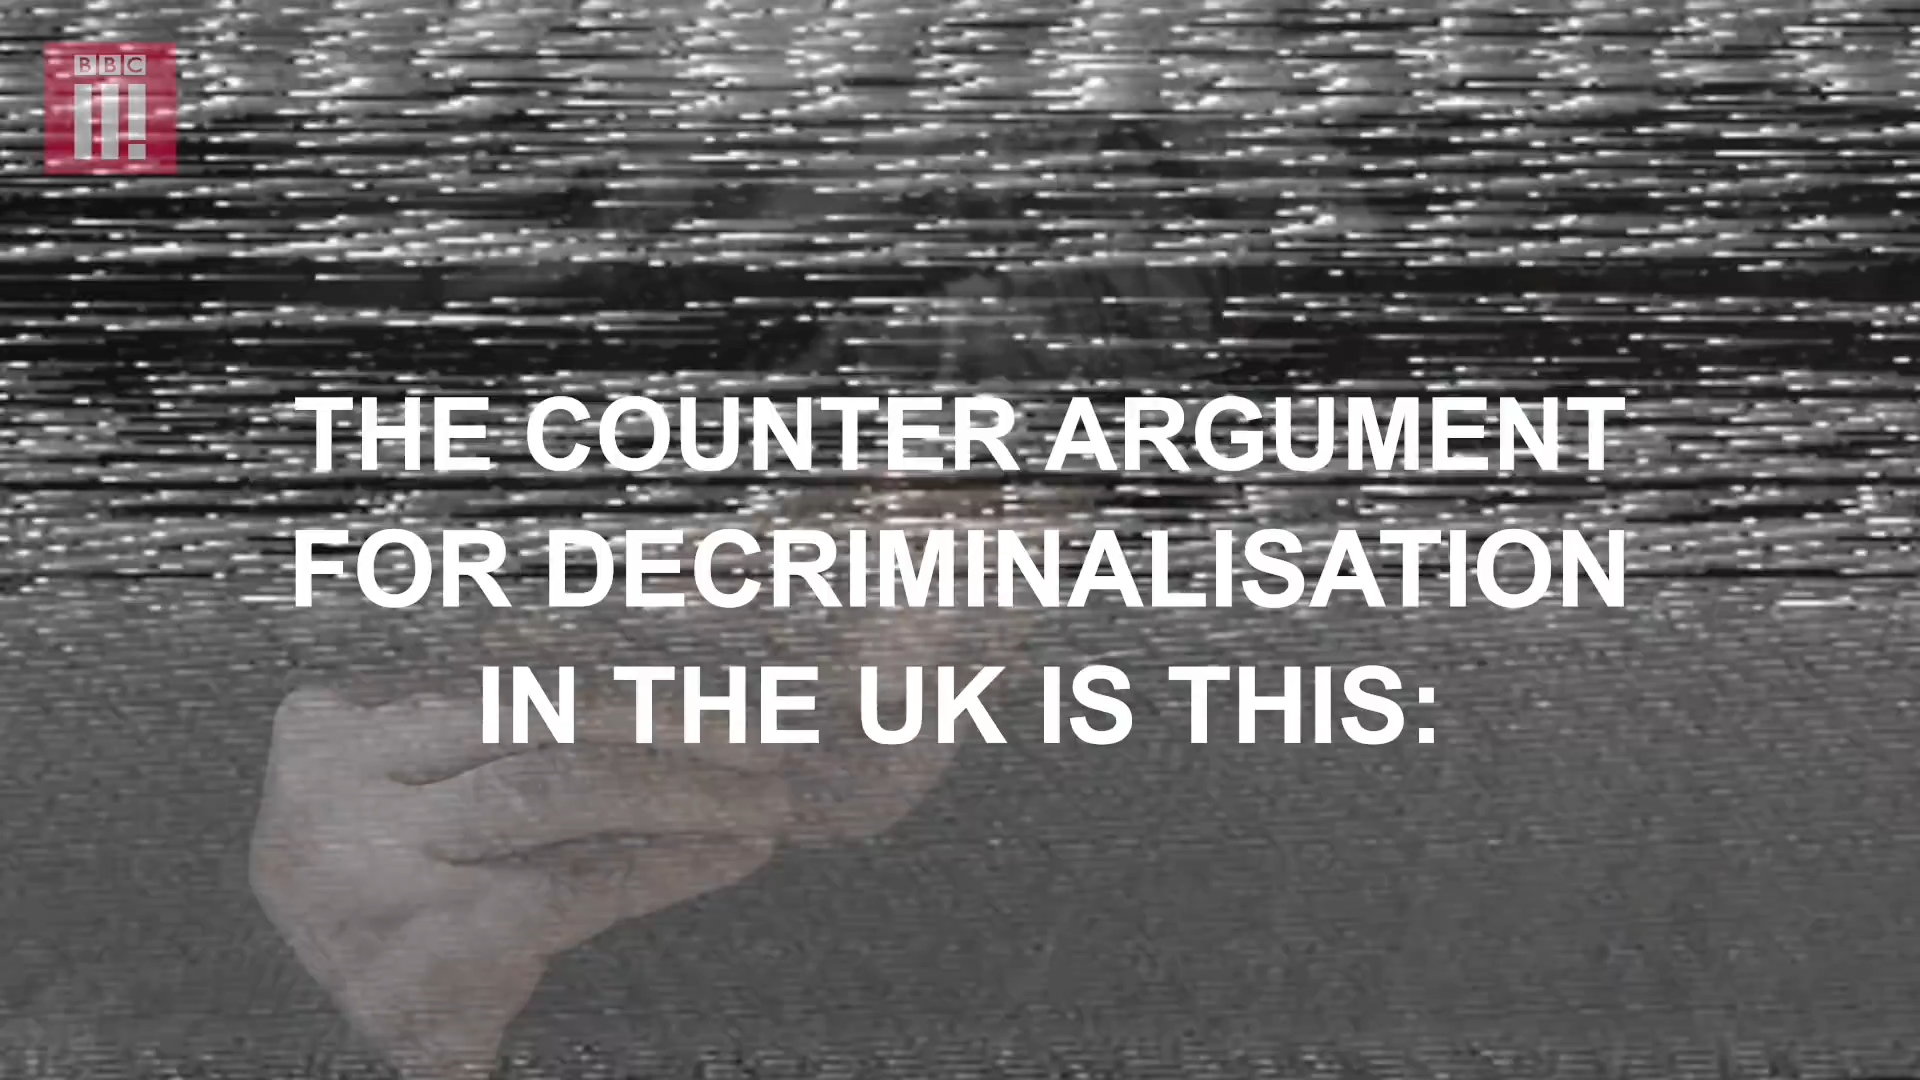 BBC
THE COUNTER ARGUMENT
FOR DECRIMINALISATION
IN THE UK IS THIS: